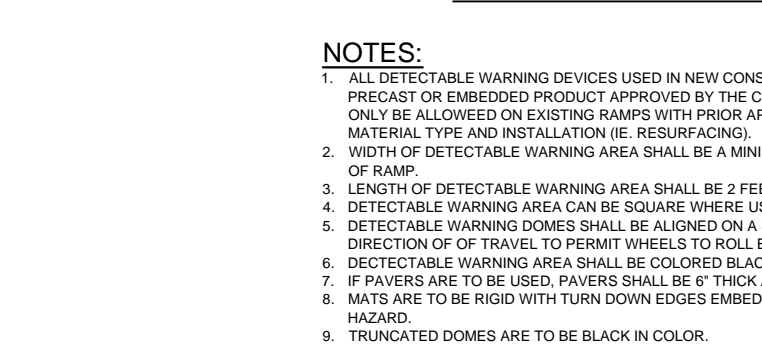 NOTES:
1. ALL DETECTABLE WARNING DEVICES USED IN NEW CONS
PRECAST OR EMBEDDED PRODUCT APPROVED BY THE C
ONLY BE ALLOWEED ON EXISTING RAMPS WITH PRIOR AP
MATERIAL TYPE AND INSTALLATION (IE. RESURFACING).
2. WIDTH OF DETECTABLE WARNING AREA SHALL BE A MINI
OF RAMP.
3. LENGTH OF DETECTABLE WARNING AREA SHALL BE 2 FEE
4. DETECTABLE WARNING AREA CAN BE SQUARE WHERE US
5. DETECTABLE WARNING DOMES SHALL BE ALIGNED ON A
DIRECTION OF OF TRAVEL TO PERMIT WHEELS TO ROLL B
6. DECTECTABLE WARNING AREA SHALL BE COLORED BLAC
7. IF PAVERS ARE TO BE USED, PAVERS SHALL BE 6" THICK A
8. MATS ARE TO BE RIGID WITH TURN DOWN EDGES EMBED
HAZARD.
9. TRUNCATED DOMES ARE TO BE BLACK IN COLOR.